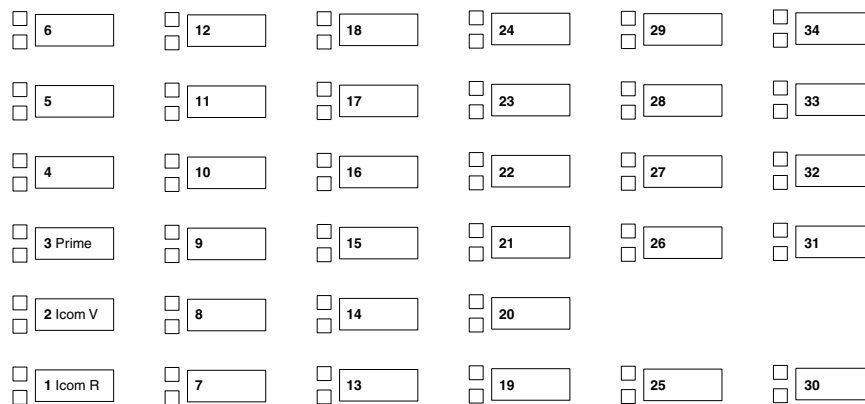 6 12 18 24 29 34
5 11 17 23 28 33
4 10 16 22 27 32
3 Prime 9 15 21 26 31
2 Icom V 8 14 20
1 Icom R 7 13 19 25 30